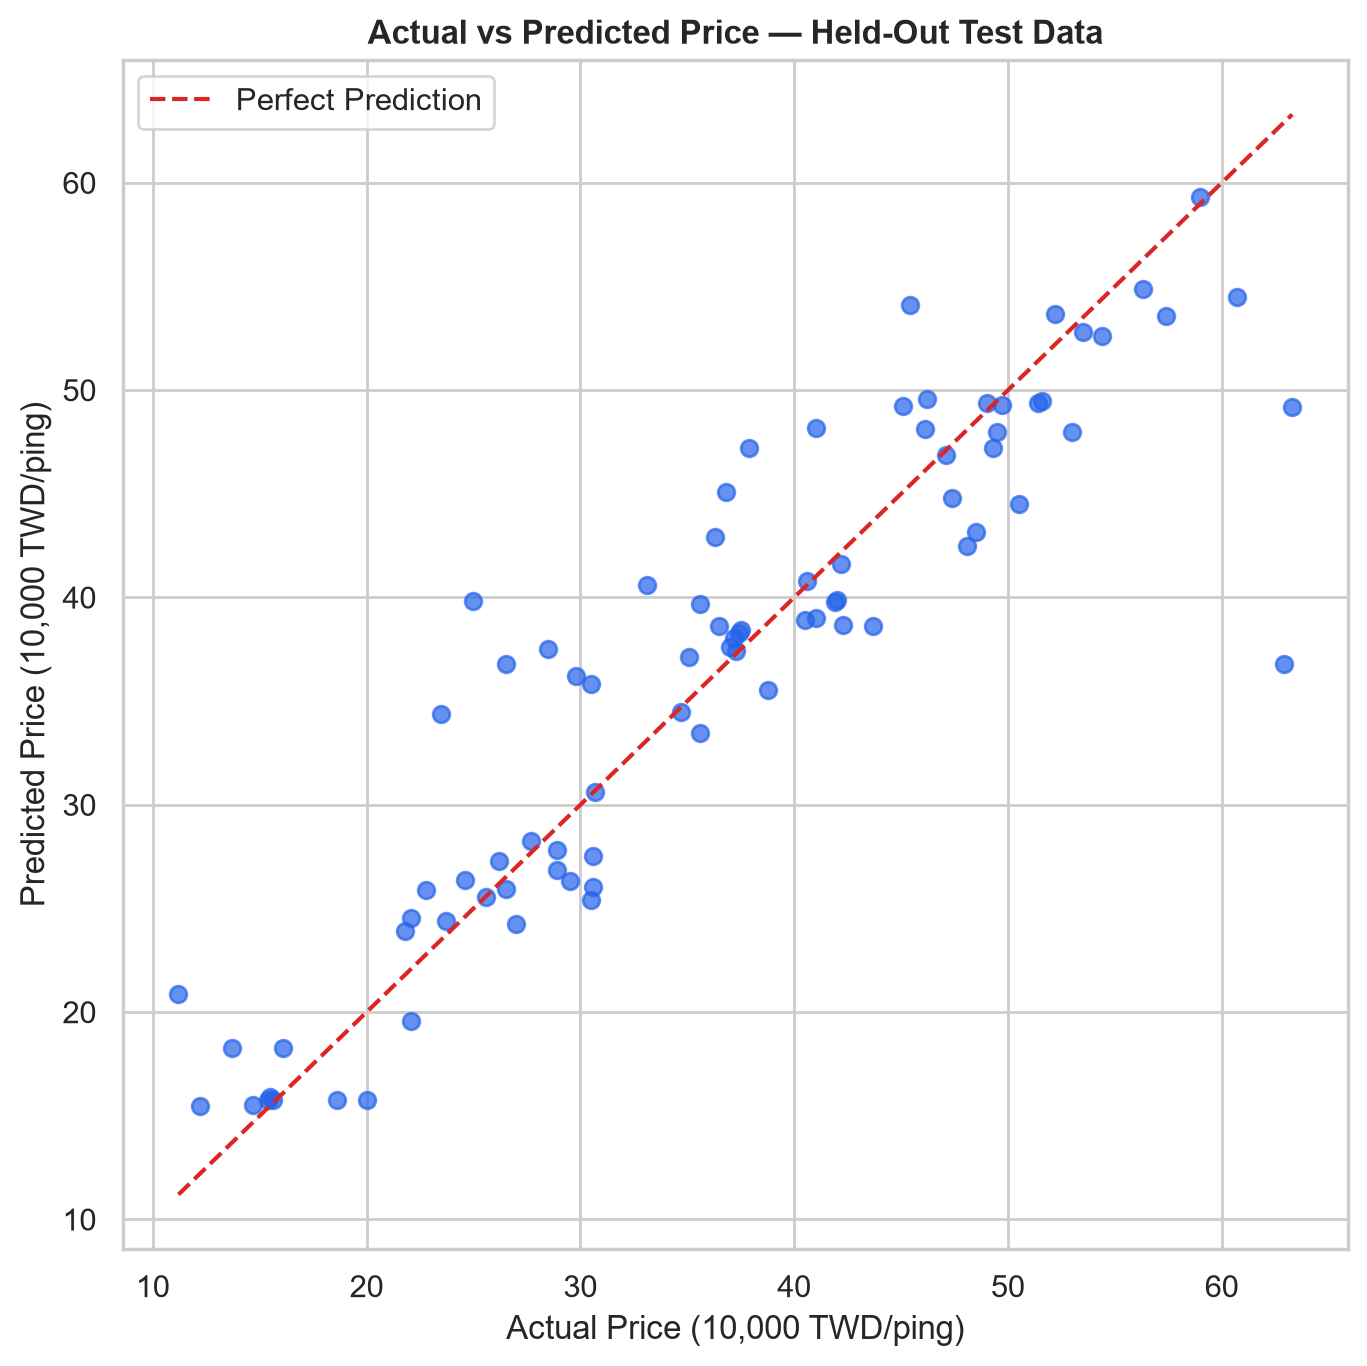 Actual vs Predicted Price — Held-Out Test Data
Perfect Prediction
Predicted Price (10,000 TWD/ping)
60
50
40
30
20
10
10 20 30 40 50 60
Actual Price (10,000 TWD/ping)